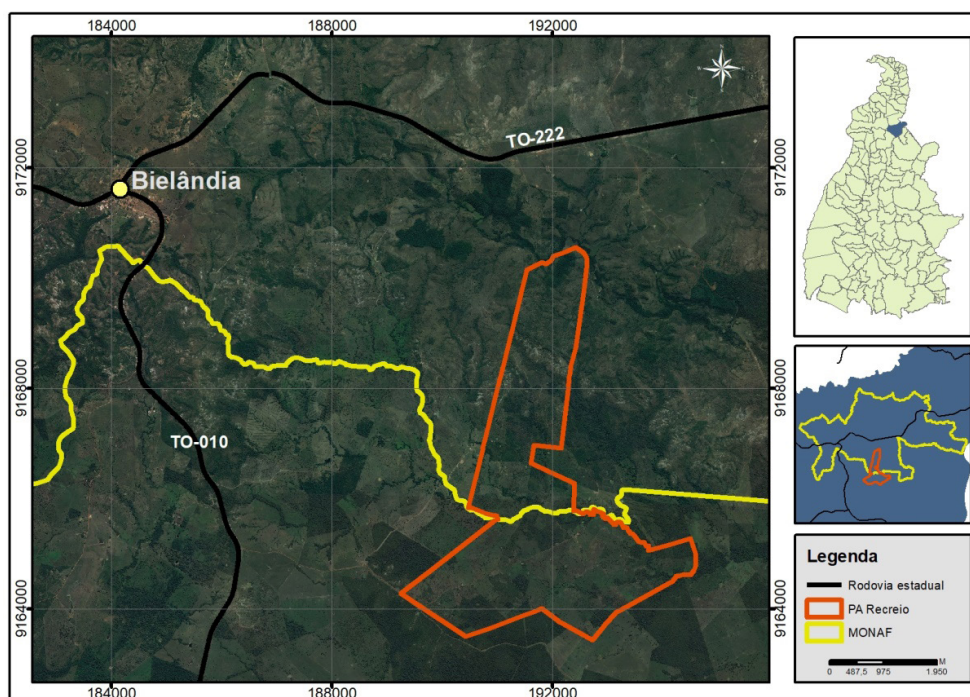 184000
188000
192000
TO-222
Bielândia
9172000
9172000
9168000
9168000
TO-010
9164000
9164000
184000
188000
192000
Legenda
Rodovia estadual
PA Recreio
MONAF
M
0 487,5 975 1.950